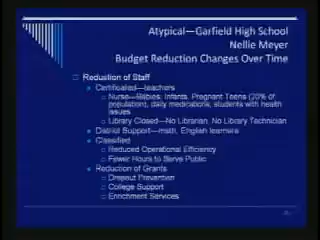 Atypical—Garfield High School
Nellie Meyer
Budget Reduction Changes Over Time
Reduction of Staff
Certificated—teachers
Nurse—Babies, Infants, Pregnant Teens (20% of
population), daily medications, students with health
issues
Library Closed—No Librarian, No Library Technician
District Support—math, English learners
Classified
Reduced Operational Efficiency
Fewer Hours to Serve Public
Reduction of Grants
Dropout Prevention
College Support
Enrichment Services